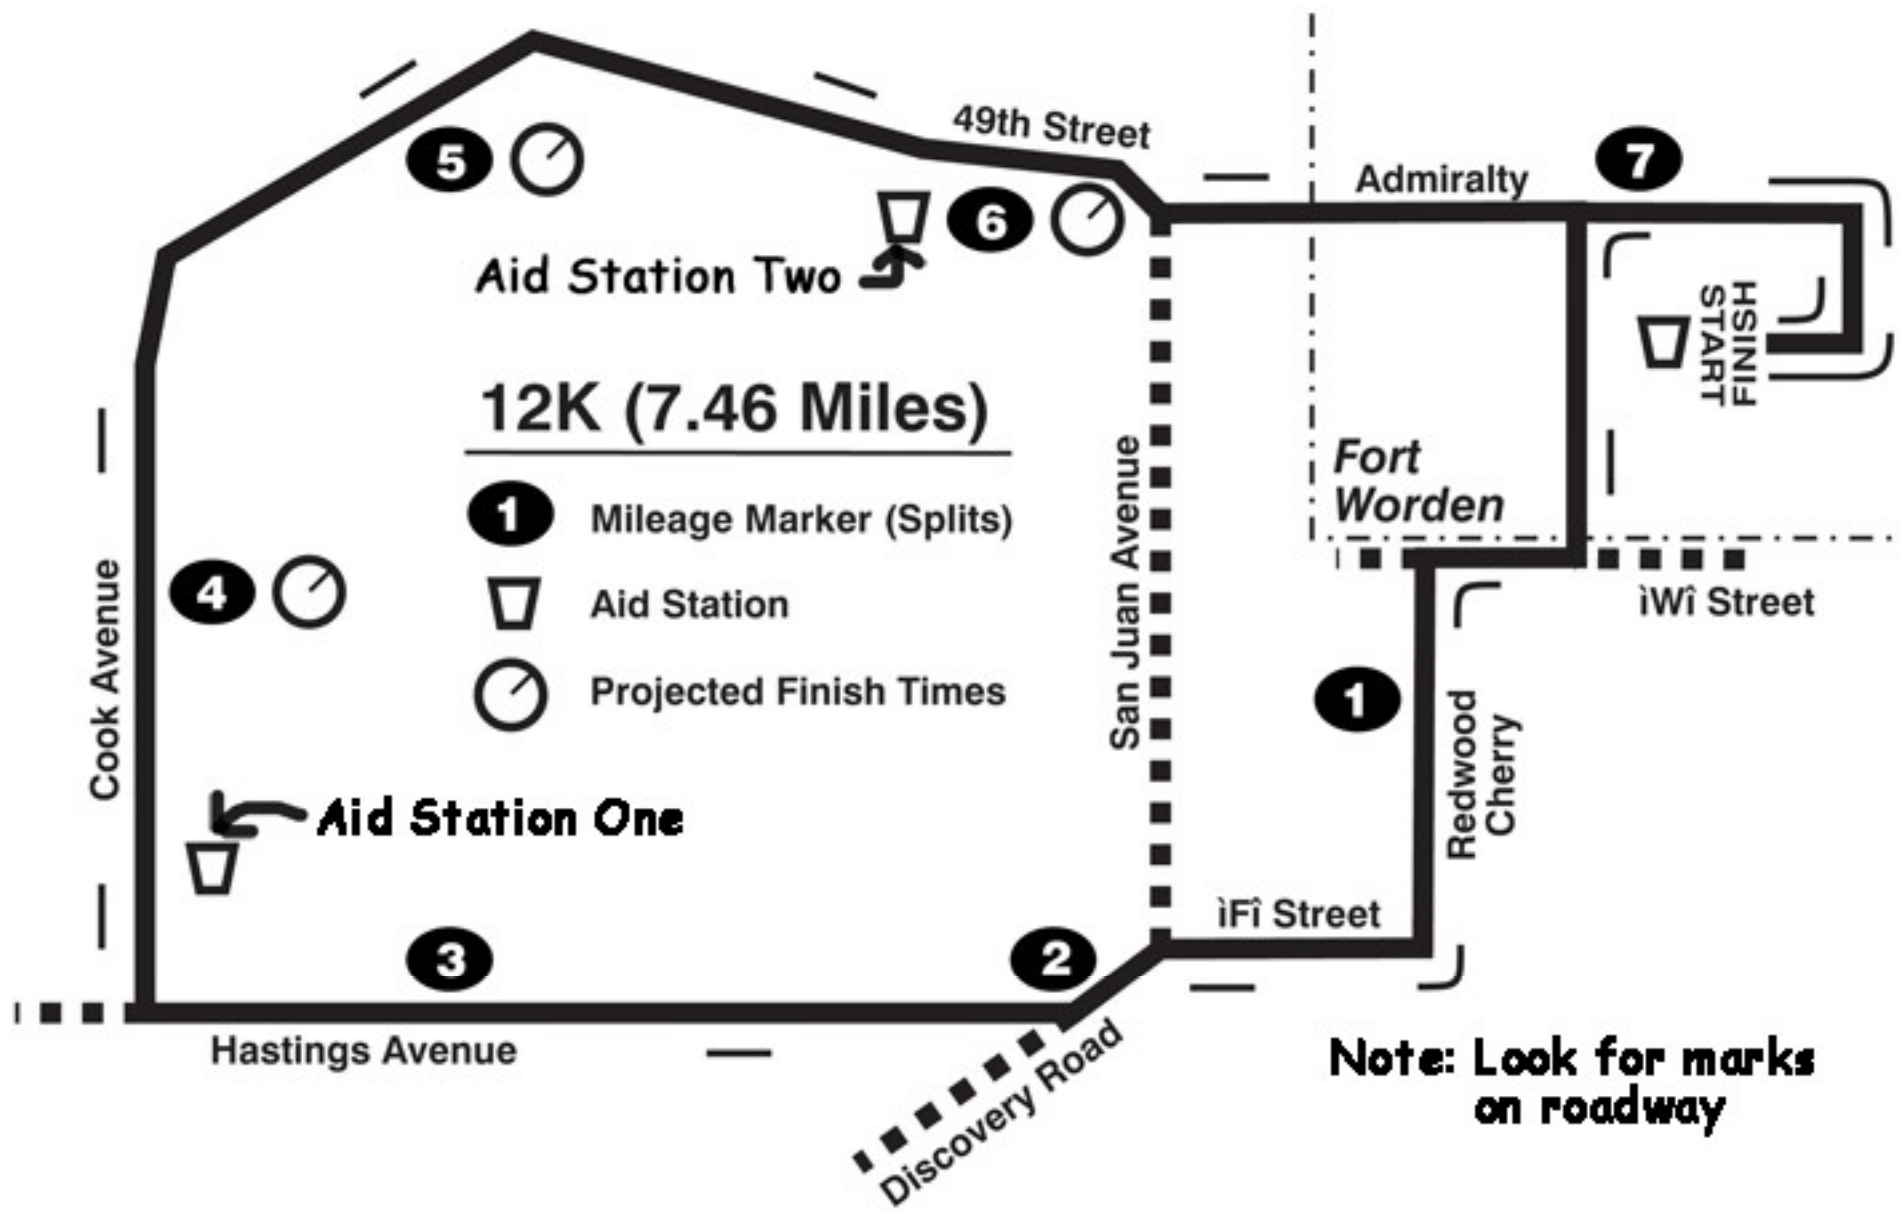 49th Street
7
Admiralty
5
6
Aid Station Two
FINISH
START
12K (7.46 Miles)
1 Mileage Marker (Splits)
Aid Station
Projected Finish Times
San Juan Avenue
Fort
Worden
ìWî Street
Cook Avenue
4
1
Redwood
Cherry
Aid Station One
ìFî Street
3
2
Hastings Avenue
Discovery Road
Note: Look for marks
on roadway